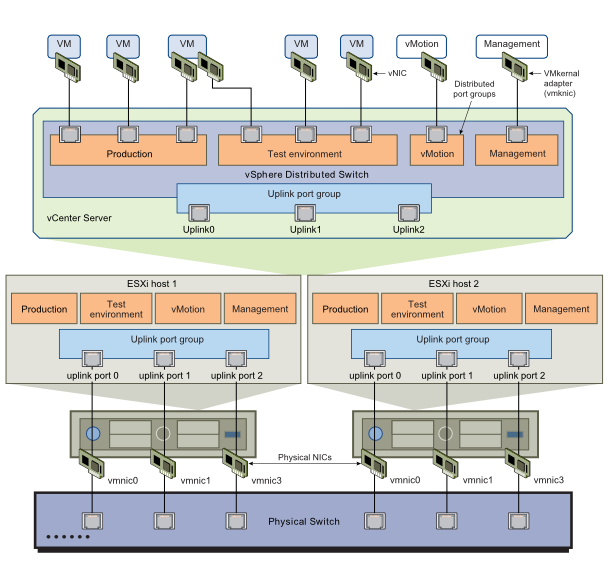 VM
VM
VM
VM
VM
vMotion
Management
vNIC
VMkernal
adapter
(vmknic)
Distributed
port groups
Production
Test environment
vMotion
Management
vSphere Distributed Switch
Uplink port group
Uplink0
Uplink1
Uplink2
vCenter Server
ESXi host 1
Production
Test
environment
vMotion
Management
Uplink port group
uplink port 0
uplink port 1
uplink port 2
ESXi host 2
Production
Test
environment
vMotion
Management
Uplink port group
uplink port 0
uplink port 1
uplink port 2
Physical NICs
vmnic0
vmnic1
vmnic3
vmnic0
vmnic1
vmnic3
Physical Switch